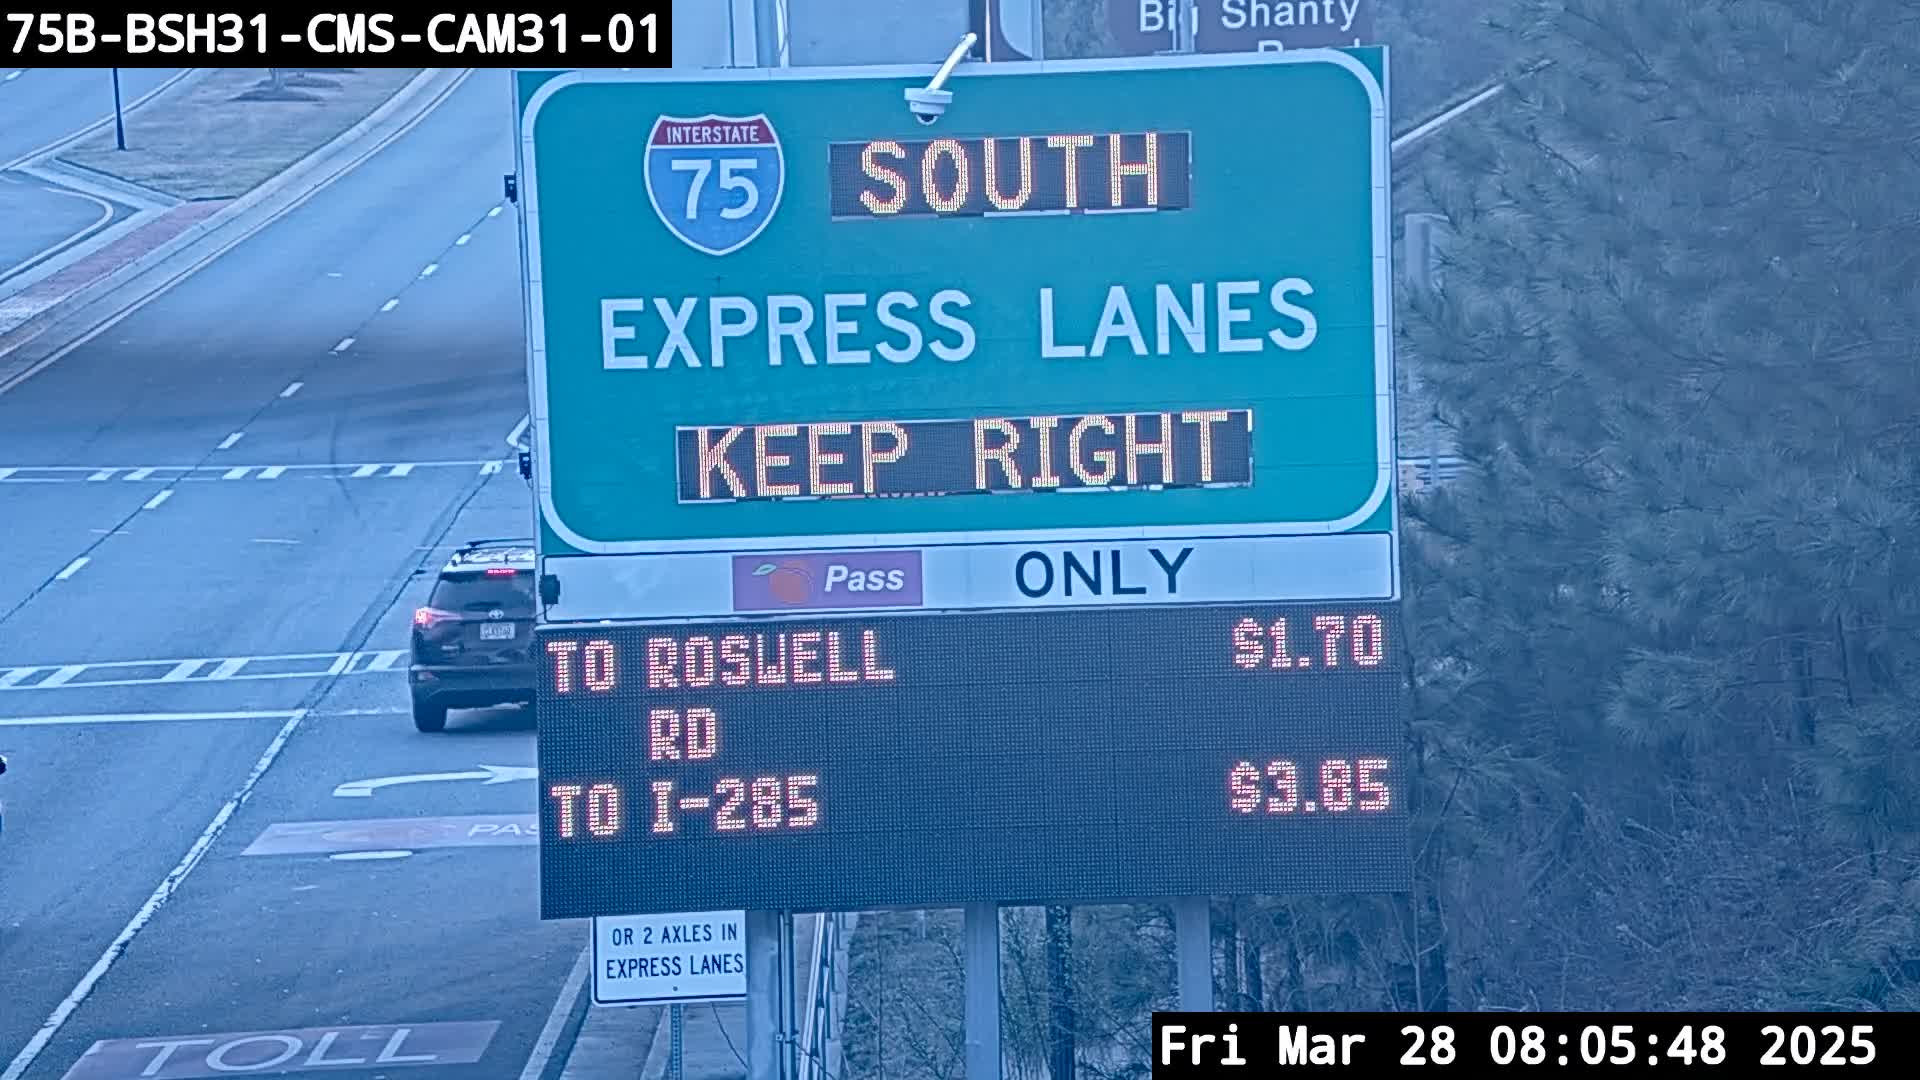 75B-BSH31-CMS-CAM31-01
Big Shanty
INTERSTATE
75
SOUTH
EXPRESS LANES
KEEP RIGHT
Pass
ONLY
TO ROSWELL $1.70
RD
TO I-285 $3.85
PAS
OR 2 AXLES IN
EXPRESS LANES
TOLL
Fri Mar 28 08:05:48 2025